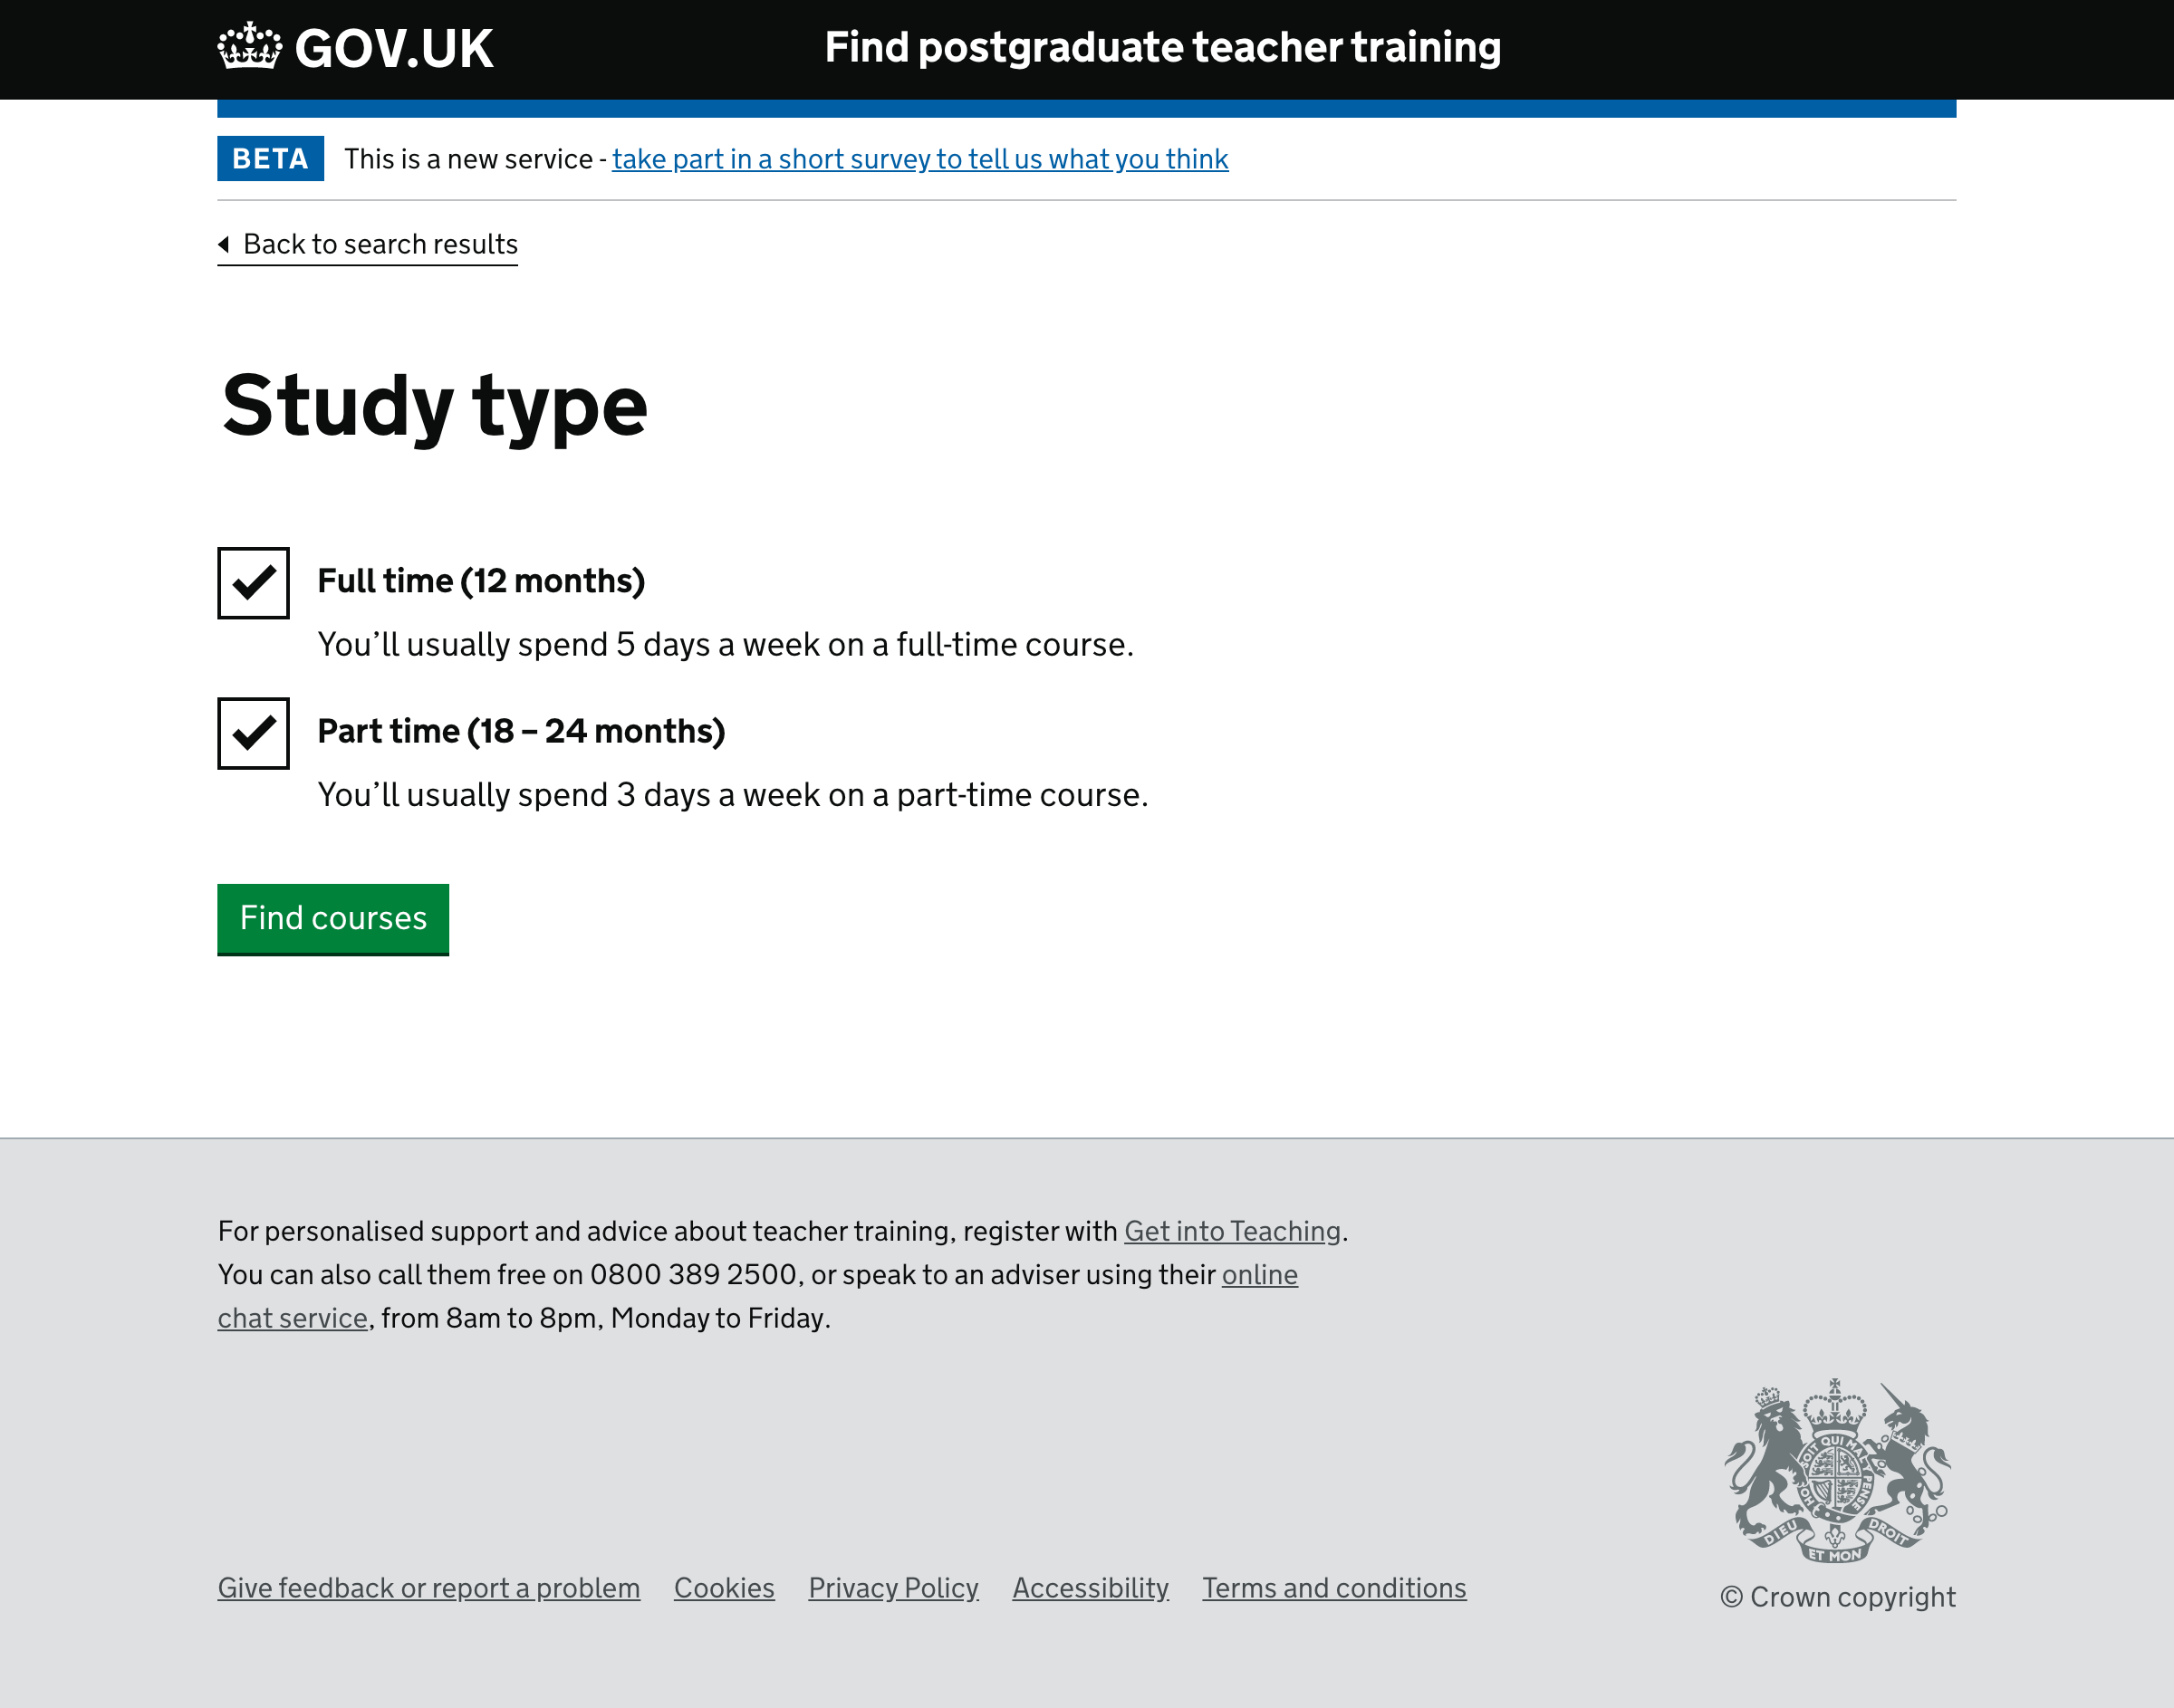 GOV.UK
Find postgraduate teacher training
BETA
This is a new service - take part in a short survey to tell us what you think
Back to search results
Study type
Full time (12 months)
You’ll usually spend 5 days a week on a full-time course.
Part time (18 – 24 months)
You’ll usually spend 3 days a week on a part-time course.
Find courses
For personalised support and advice about teacher training, register with Get into Teaching.
You can also call them free on 0800 389 2500, or speak to an adviser using their online
chat service, from 8am to 8pm, Monday to Friday.
SOIT QUI MAL
PENSE
DIEU
ET MON
DROIT
Give feedback or report a problem Cookies Privacy Policy Accessibility Terms and conditions
© Crown copyright